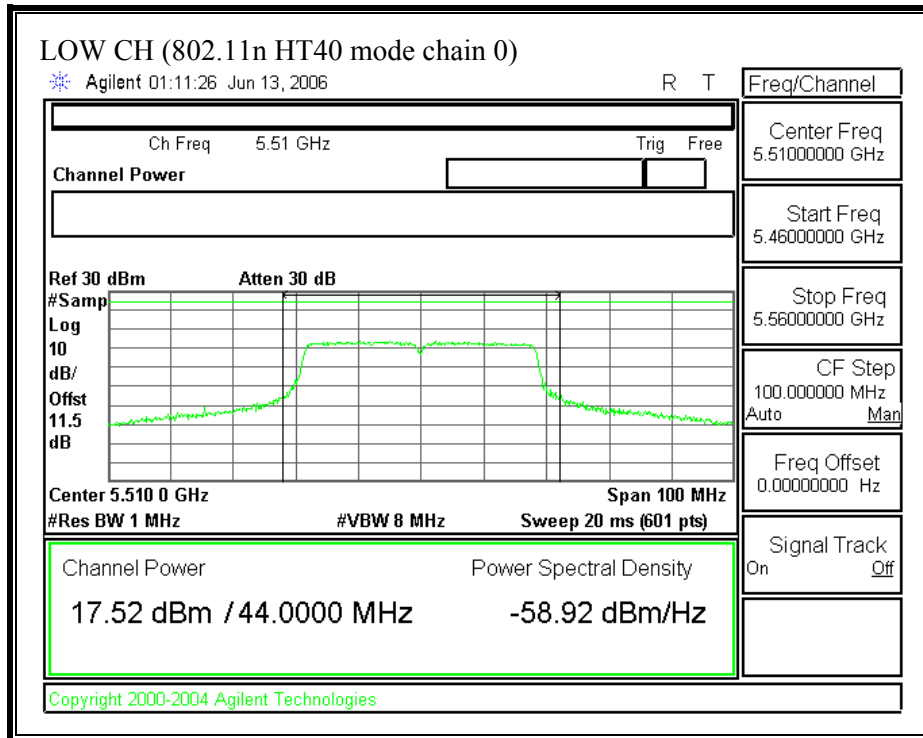 LOW CH (802.11n HT40 mode chain 0)
Agilent 01:11:26 Jun 13, 2006 R T
Freq/Channel
Ch Freq 5.51 GHz Trig Free
Channel Power
Center Freq
5.51000000 GHz
Start Freq
5.46000000 GHz
Stop Freq
5.56000000 GHz
CF Step
100.000000 MHz
Auto Man
Freq Offset
0.00000000 Hz
Signal Track
On Off
Ref 30 dBm Atten 30 dB
#Samp
Log
10
dB/
Offst
11.5
dB
Center 5.510 0 GHz Span 100 MHz
#Res BW 1 MHz #VBW 8 MHz Sweep 20 ms (601 pts)
Channel Power Power Spectral Density
17.52 dBm / 44.0000 MHz -58.92 dBm/Hz
Copyright 2000-2004 Agilent Technologies